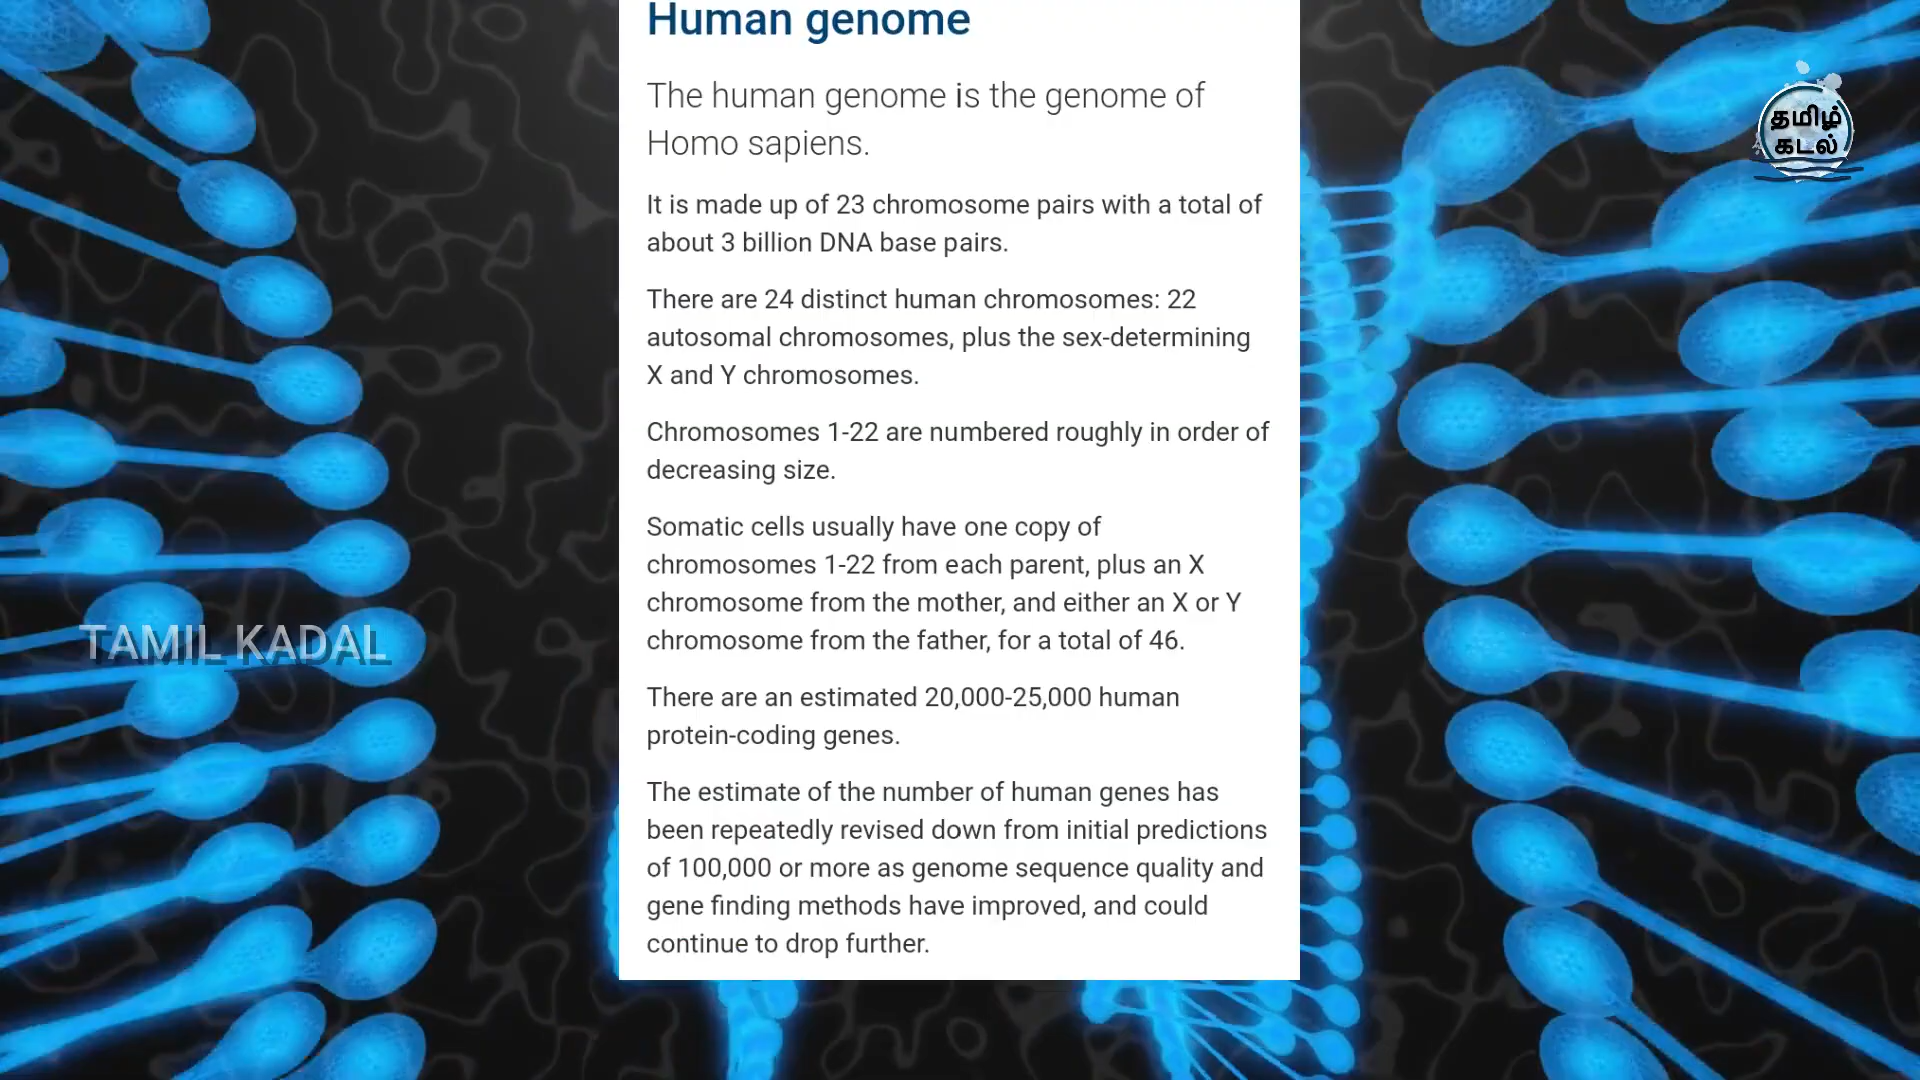 Human genome
The human genome is the genome of
Homo sapiens.
It is made up of 23 chromosome pairs with a total of
about 3 billion DNA base pairs.
There are 24 distinct human chromosomes: 22
autosomal chromosomes, plus the sex-determining
X and Y chromosomes.
Chromosomes 1-22 are numbered roughly in order of
decreasing size.
Somatic cells usually have one copy of
chromosomes 1-22 from each parent, plus an X
chromosome from the mother, and either an X or Y
chromosome from the father, for a total of 46.
There are an estimated 20,000-25,000 human
protein-coding genes.
The estimate of the number of human genes has
been repeatedly revised down from initial predictions
of 100,000 or more as genome sequence quality and
gene finding methods have improved, and could
continue to drop further.
தமிழ்
கடல்
TAMIL KADAL